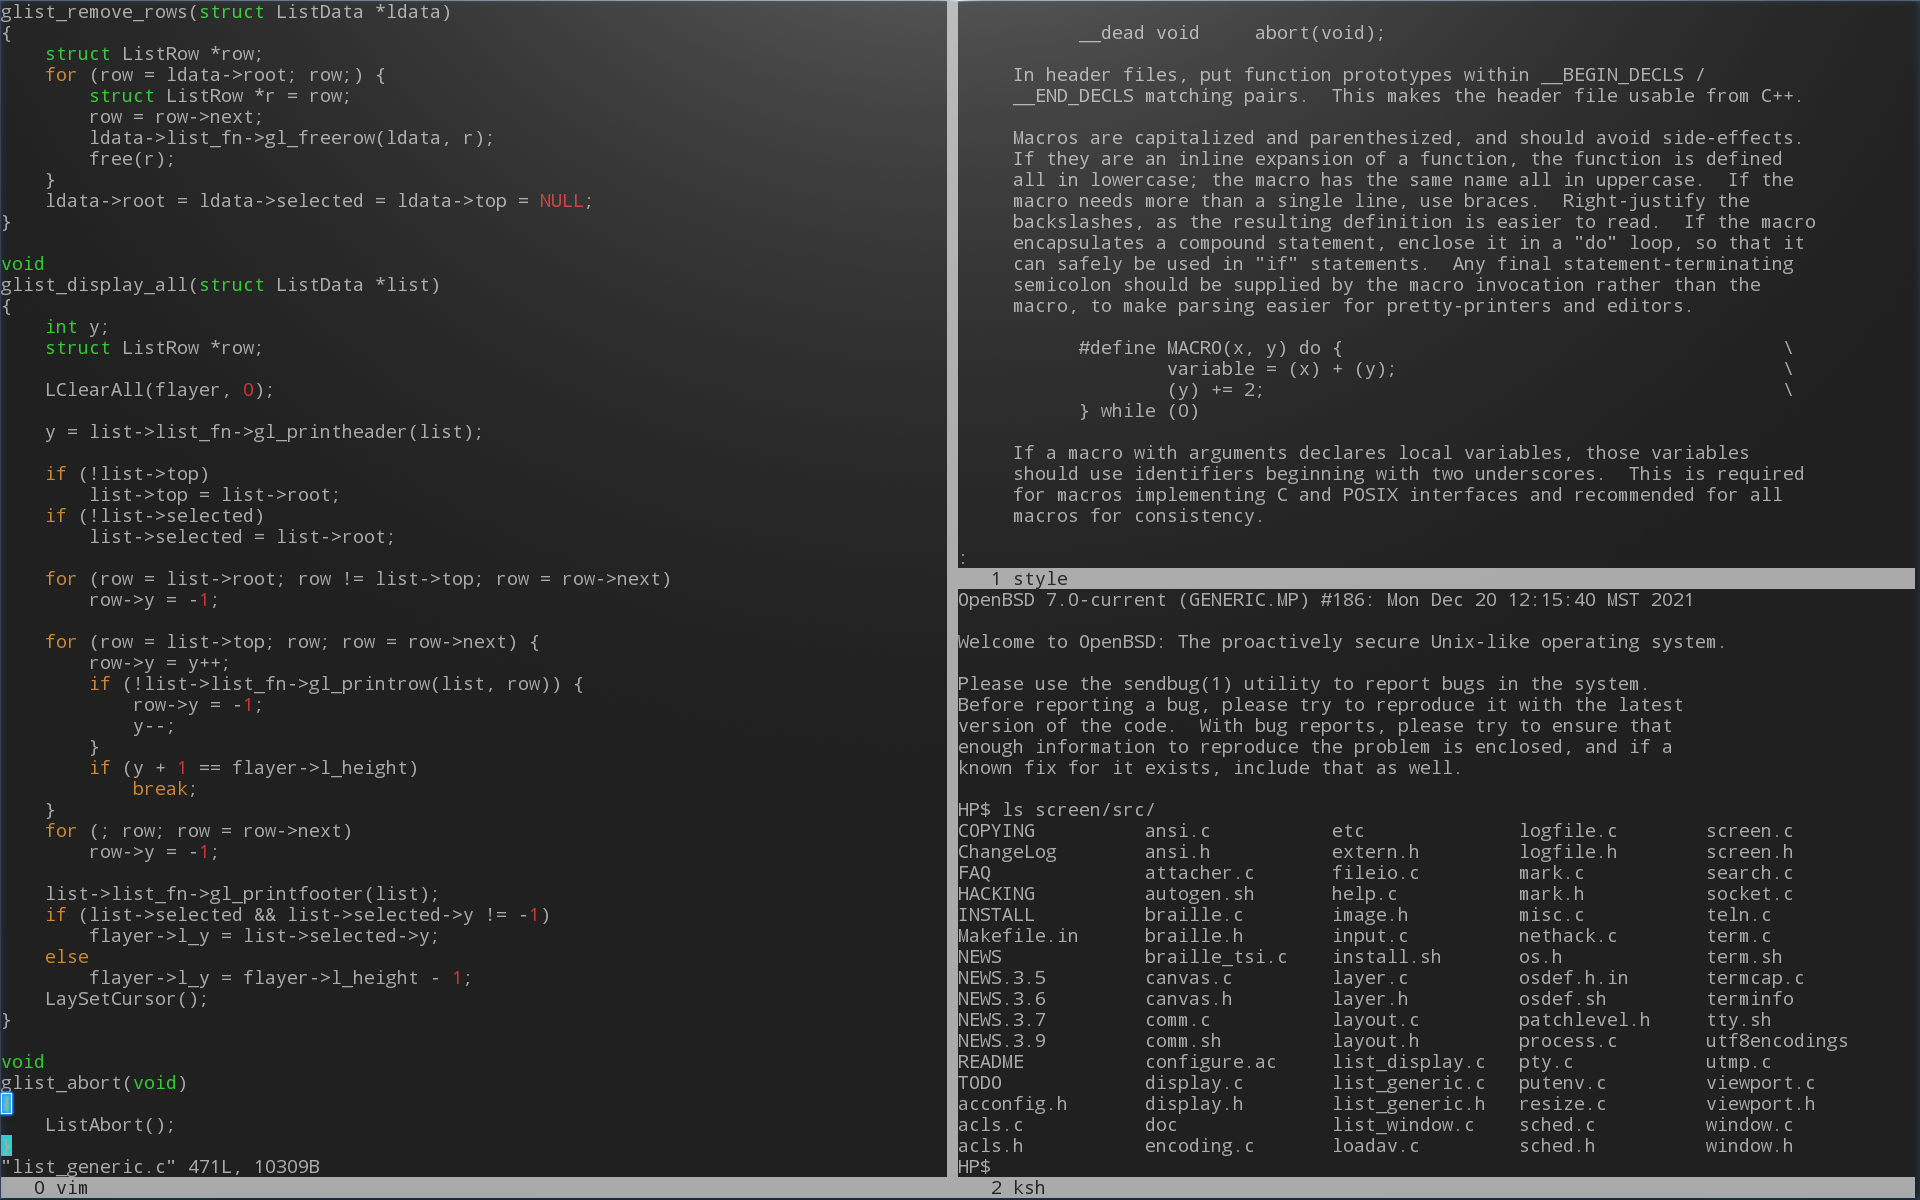 glist_remove_rows(struct ListData *ldata)
{
    struct ListRow *row;
    for (row = ldata->root; row;) {
        struct ListRow *r = row;
        row = row->next;
        ldata->list_fn->gl_freerow(ldata, r);
        free(r);
    }
    ldata->root = ldata->selected = ldata->top = NULL;
}

void
glist_display_all(struct ListData *list)
{
    int y;
    struct ListRow *row;

    LClearAll(flayer, 0);

    y = list->list_fn->gl_printheader(list);

    if (!list->top)
        list->top = list->root;
    if (!list->selected)
        list->selected = list->root;

    for (row = list->root; row != list->top; row = row->next)
        row->y = -1;

    for (row = list->top; row; row = row->next) {
        row->y = y++;
        if (!list->list_fn->gl_printrow(list, row)) {
            row->y = -1;
            y--;
        }
        if (y + 1 == flayer->l_height)
            break;
    }
    for (; row; row = row->next)
        row->y = -1;

    list->list_fn->gl_printfooter(list);
    if (list->selected && list->selected->y != -1)
        flayer->l_y = list->selected->y;
    else
        flayer->l_y = flayer->l_height - 1;
    LaySetCursor();
}

void
glist_abort(void)
{
    ListAbort();
}
"list_generic.c" 471L, 10309B
   0 vim
           __dead void     abort(void);

     In header files, put function prototypes within __BEGIN_DECLS /
     __END_DECLS matching pairs.  This makes the header file usable from C++.

     Macros are capitalized and parenthesized, and should avoid side-effects.
     If they are an inline expansion of a function, the function is defined
     all in lowercase; the macro has the same name all in uppercase.  If the
     macro needs more than a single line, use braces.  Right-justify the
     backslashes, as the resulting definition is easier to read.  If the macro
     encapsulates a compound statement, enclose it in a "do" loop, so that it
     can safely be used in "if" statements.  Any final statement-terminating
     semicolon should be supplied by the macro invocation rather than the
     macro, to make parsing easier for pretty-printers and editors.

           #define MACRO(x, y) do {                                        \
                   variable = (x) + (y);                                   \
                   (y) += 2;                                               \
           } while (0)

     If a macro with arguments declares local variables, those variables
     should use identifiers beginning with two underscores.  This is required
     for macros implementing C and POSIX interfaces and recommended for all
     macros for consistency.

:
   1 style
OpenBSD 7.0-current (GENERIC.MP) #186: Mon Dec 20 12:15:40 MST 2021

Welcome to OpenBSD: The proactively secure Unix-like operating system.

Please use the sendbug(1) utility to report bugs in the system.
Before reporting a bug, please try to reproduce it with the latest
version of the code.  With bug reports, please try to ensure that
enough information to reproduce the problem is enclosed, and if a
known fix for it exists, include that as well.

HP$ ls screen/src/
COPYING          ansi.c           etc              logfile.c        screen.c
ChangeLog        ansi.h           extern.h         logfile.h        screen.h
FAQ              attacher.c       fileio.c         mark.c           search.c
HACKING          autogen.sh       help.c           mark.h           socket.c
INSTALL          braille.c        image.h          misc.c           teln.c
Makefile.in      braille.h        input.c          nethack.c        term.c
NEWS             braille_tsi.c    install.sh       os.h             term.sh
NEWS.3.5         canvas.c         layer.c          osdef.h.in       termcap.c
NEWS.3.6         canvas.h         layer.h          osdef.sh         terminfo
NEWS.3.7         comm.c           layout.c         patchlevel.h     tty.sh
NEWS.3.9         comm.sh          layout.h         process.c        utf8encodings
README           configure.ac     list_display.c   pty.c            utmp.c
TODO             display.c        list_generic.c   putenv.c         viewport.c
acconfig.h       display.h        list_generic.h   resize.c         viewport.h
acls.c           doc              list_window.c    sched.c          window.c
acls.h           encoding.c       loadav.c         sched.h          window.h
HP$
   2 ksh